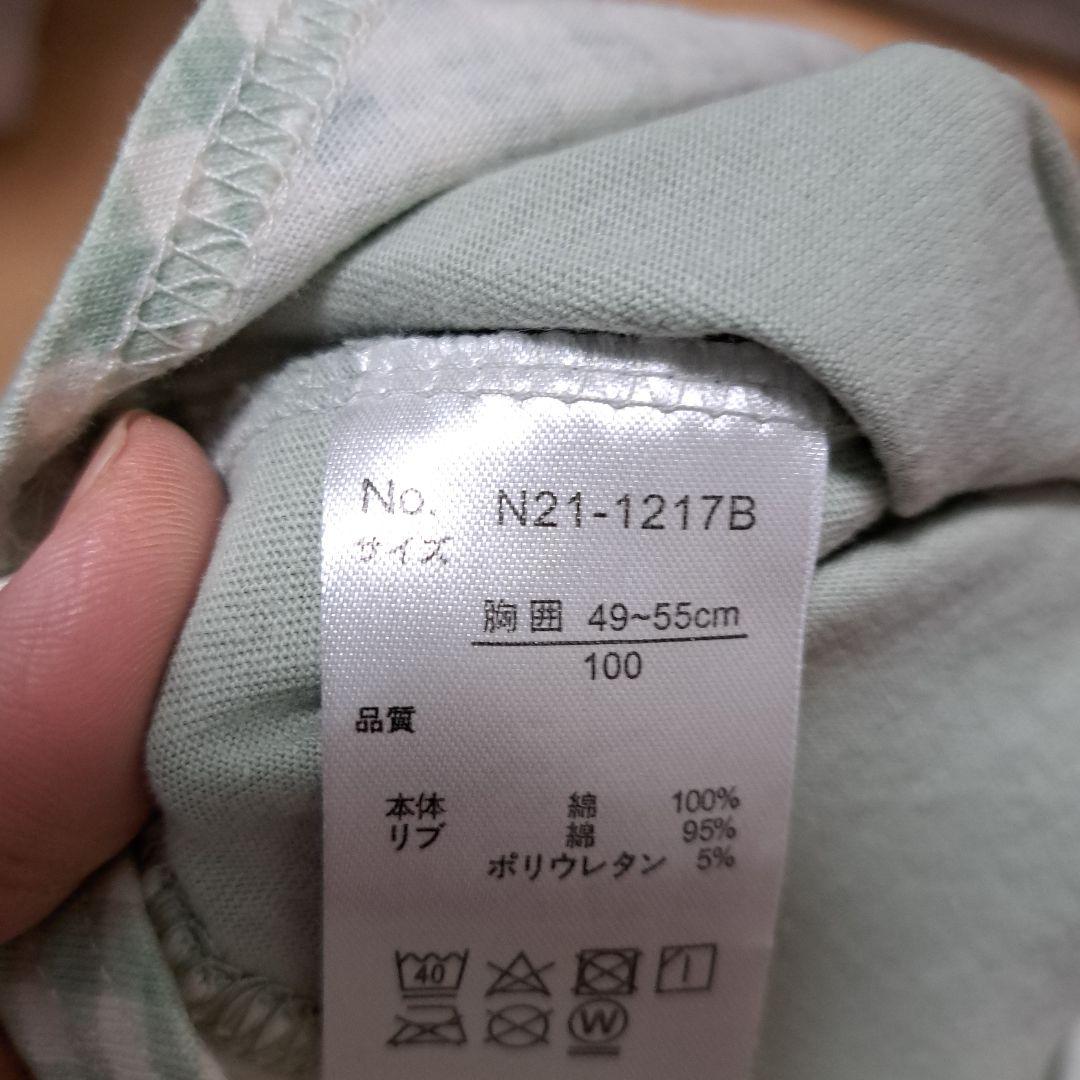 No. N21-1217B
サイズ
胸囲 49~55cm
100
品質
本体 綿 100%
リブ 綿 95%
ポリウレタン 5%
40
W